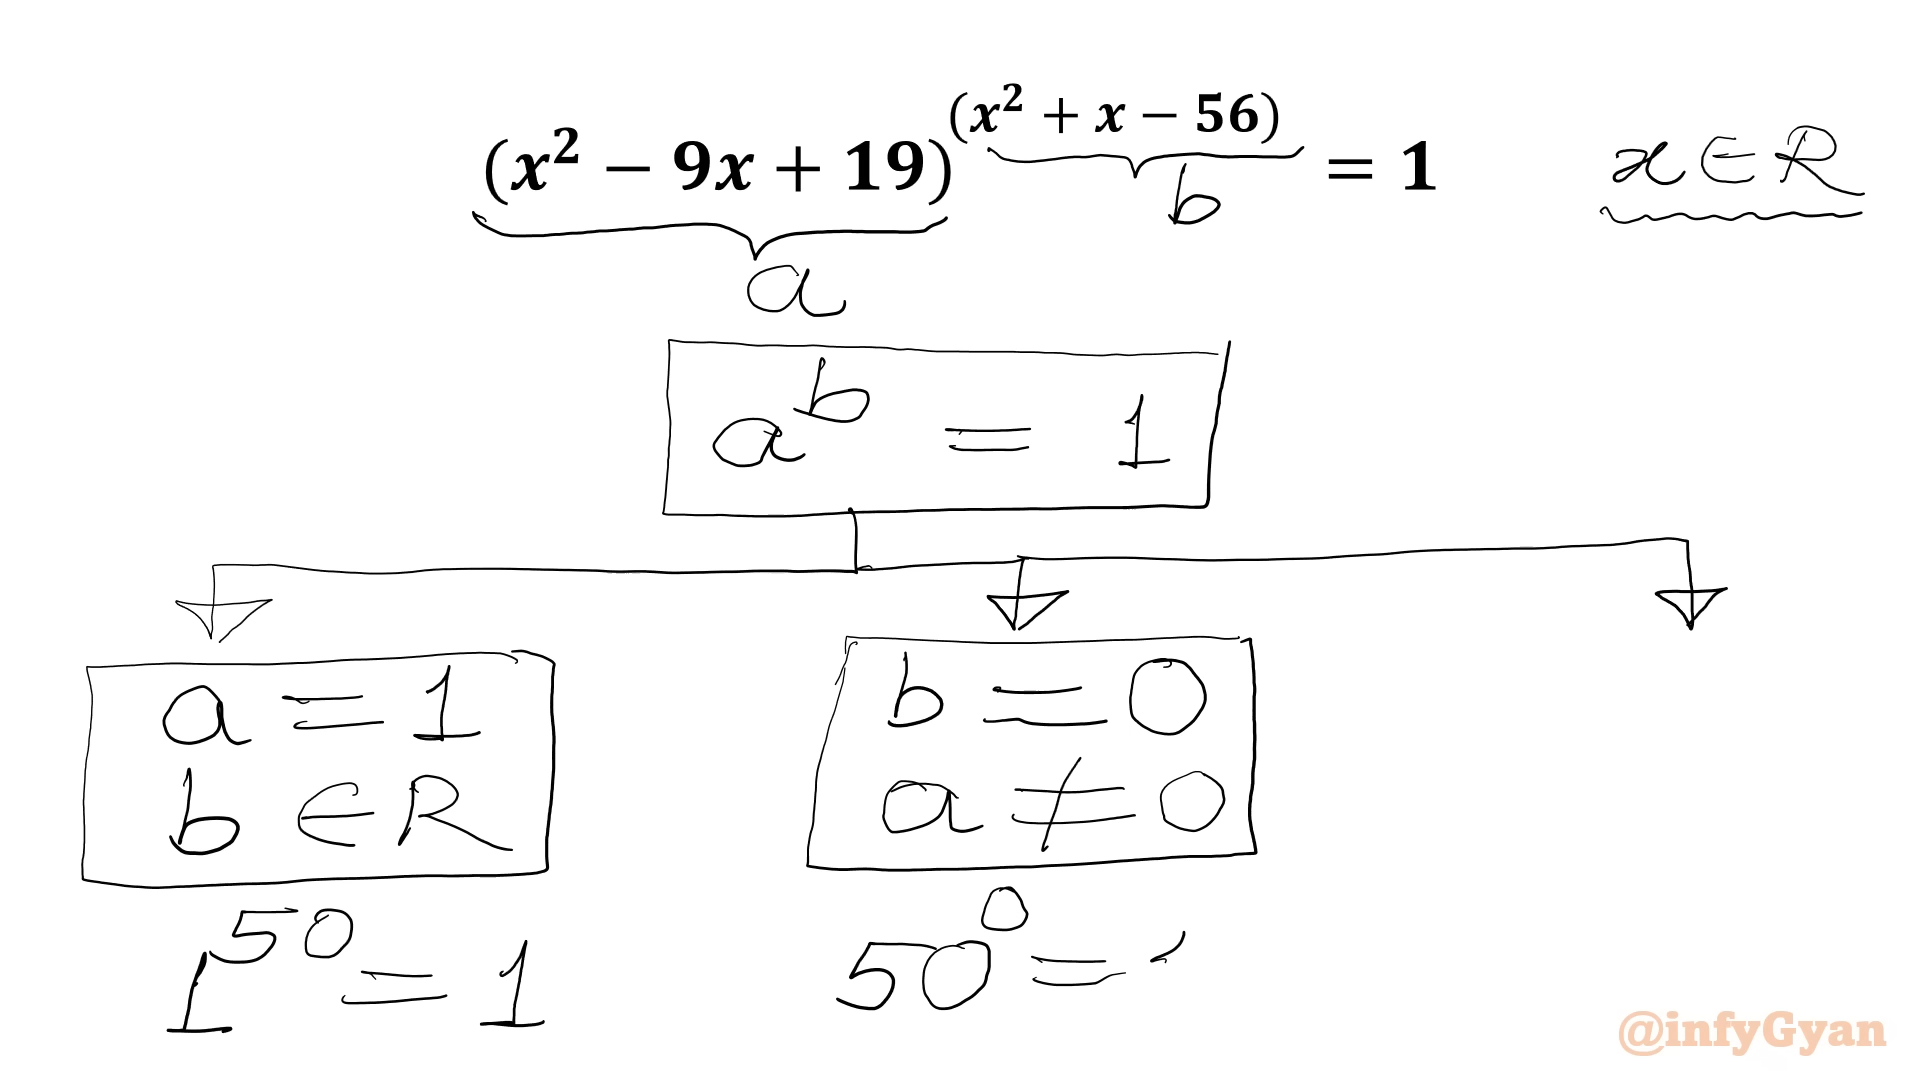 (x² − 9x + 19)^(x² + x − 56) = 1
x ∈ R
b
a
a^b = 1
a = 1
b ∈ R
b = 0
a ≠ 0
1^50 = 1
50^0 =
@infyGyan